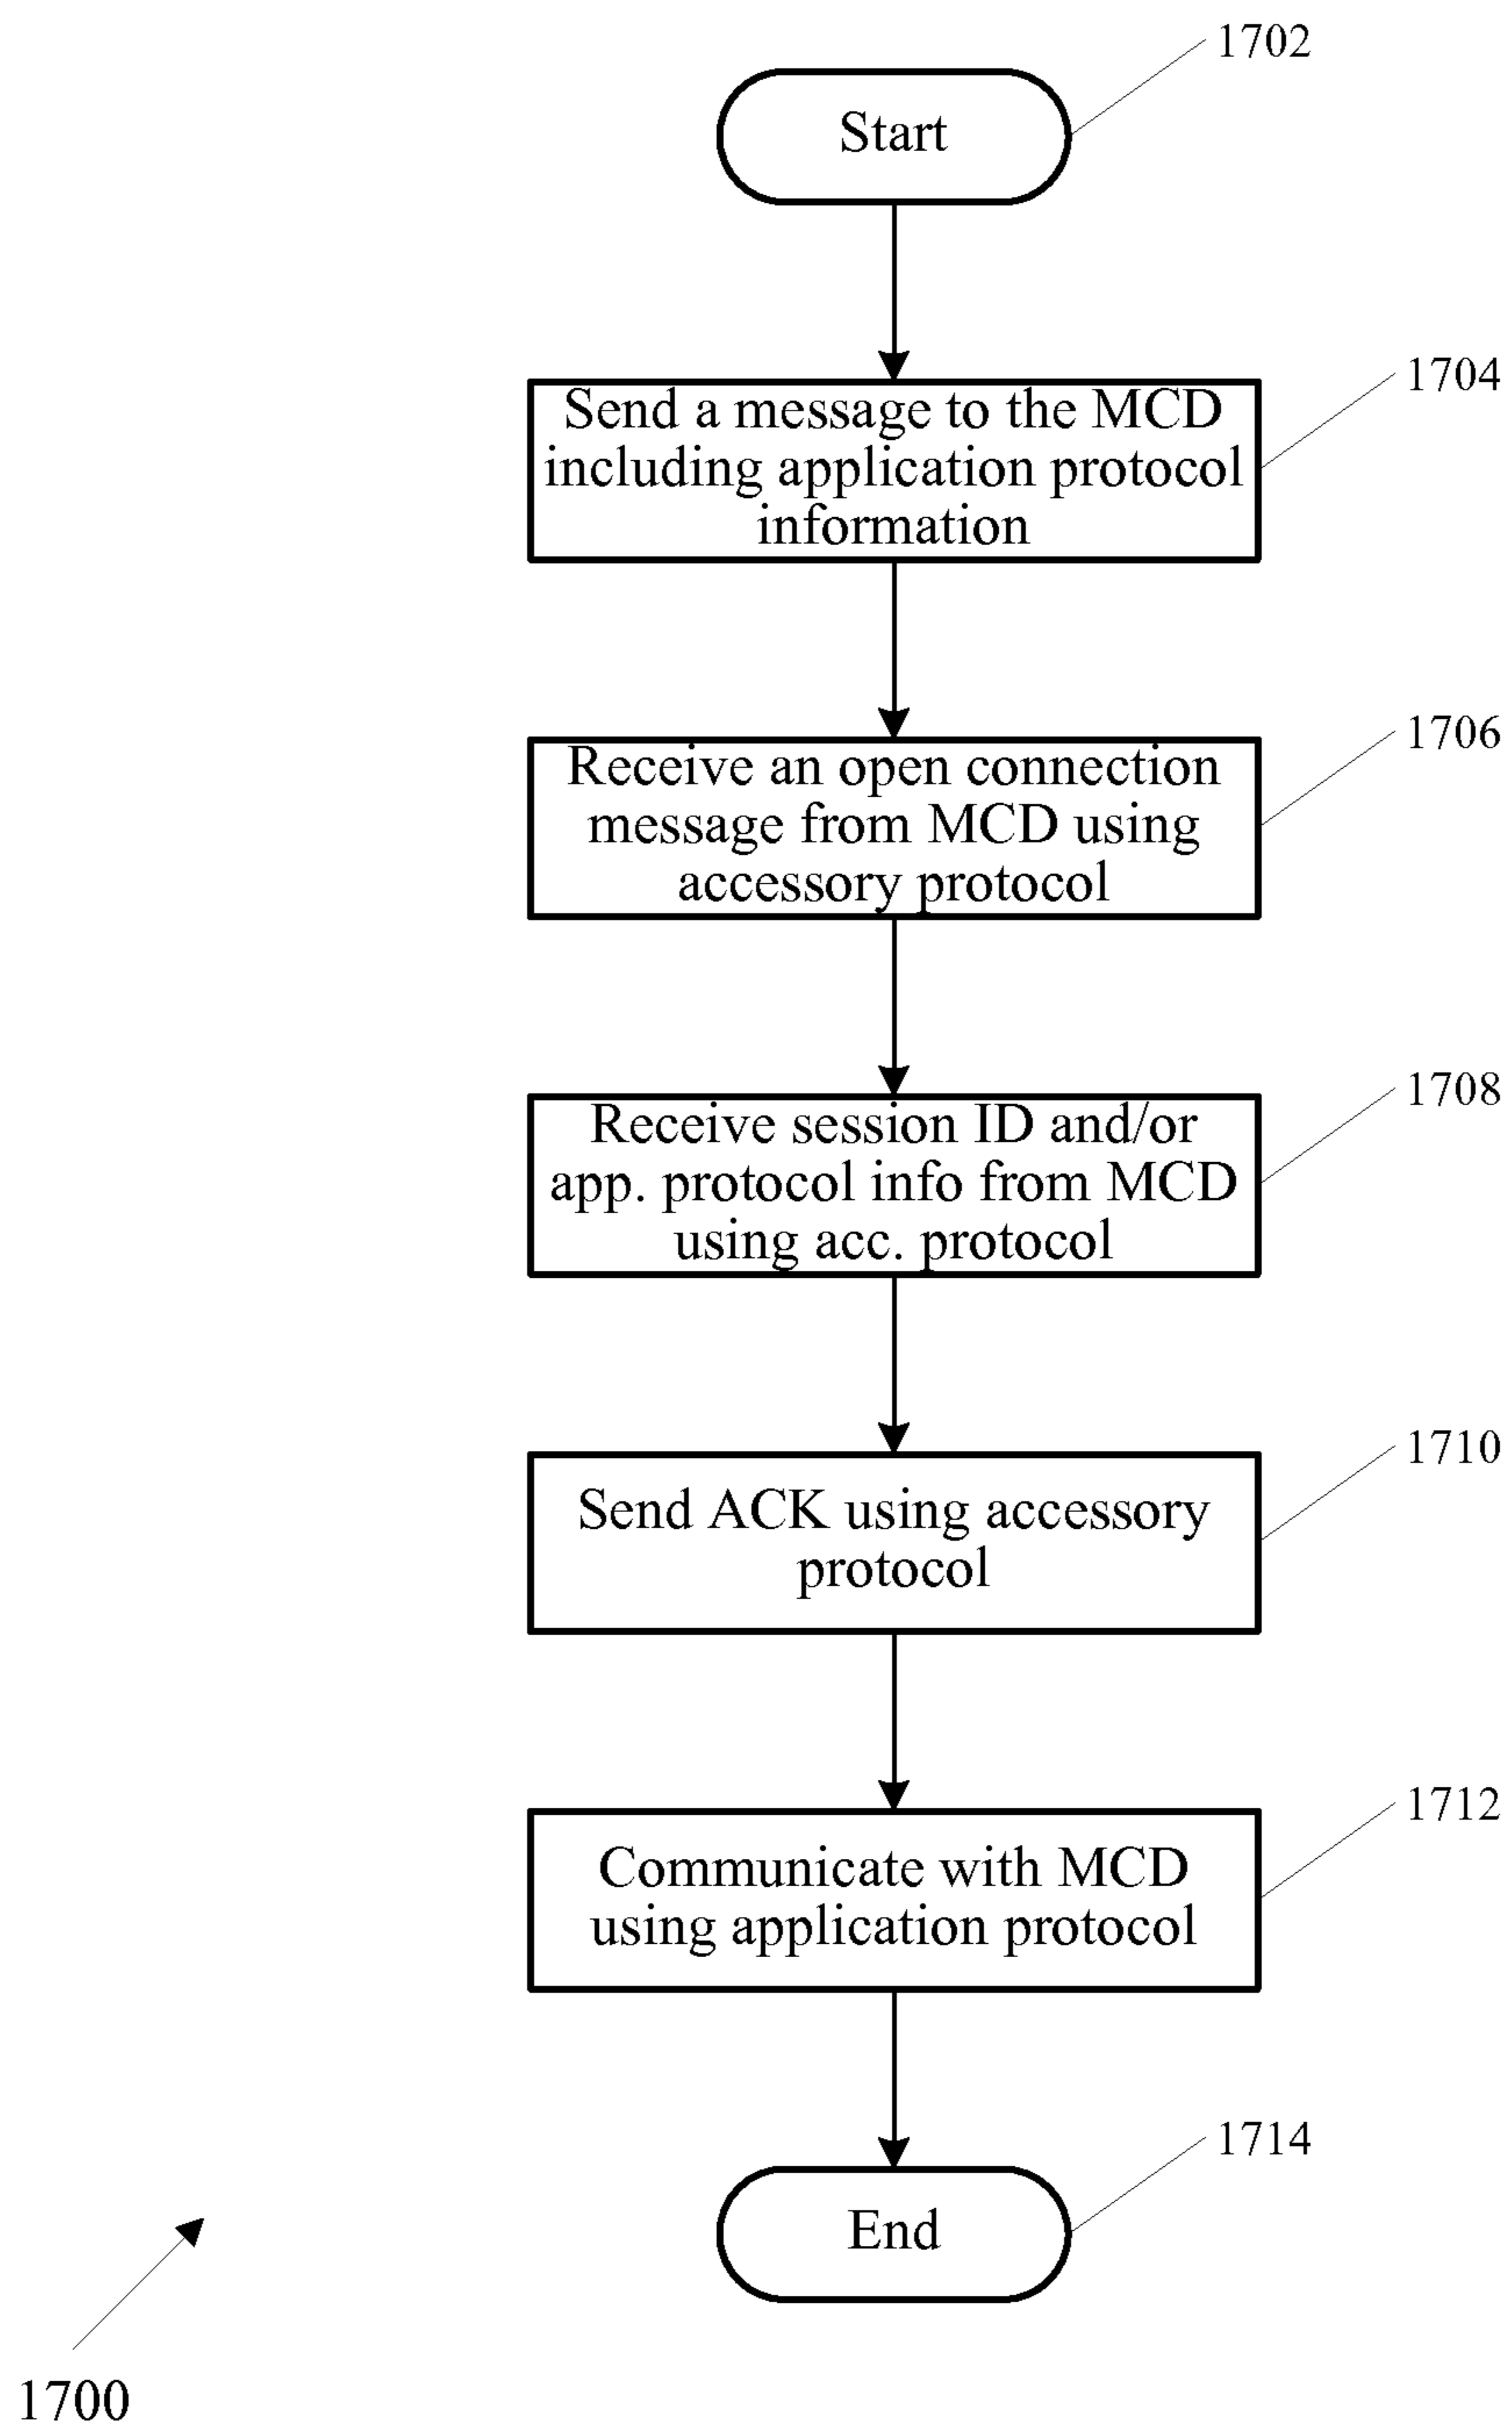 1702
Start
1704
Send a message to the MCD
including application protocol
information
1706
Receive an open connection
message from MCD using
accessory protocol
1708
Receive session ID and/or
app. protocol info from MCD
using acc. protocol
1710
Send ACK using accessory
protocol
1712
Communicate with MCD
using application protocol
1714
End
1700